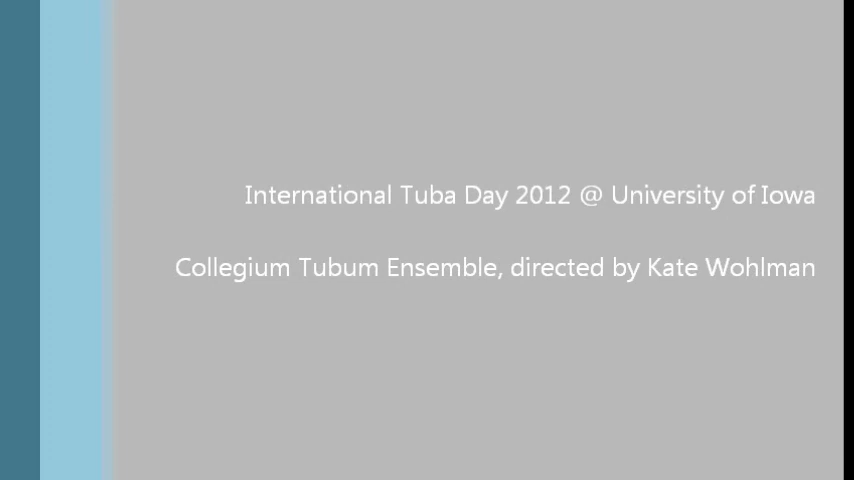 International Tuba Day 2012 @ University of Iowa
Collegium Tubum Ensemble, directed by Kate Wohlman